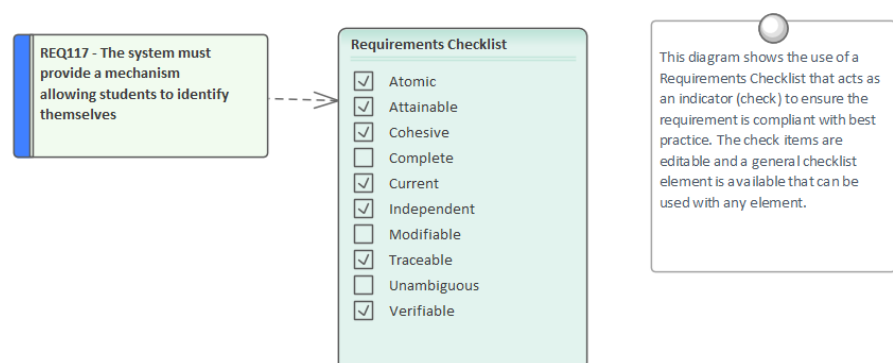 REQ117 - The system must
provide a mechanism
allowing students to identify
themselves
Requirements Checklist
Atomic
Attainable
Cohesive
Complete
Current
Independent
Modifiable
Traceable
Unambiguous
Verifiable
This diagram shows the use of a
Requirements Checklist that acts as
an indicator (check) to ensure the
requirement is compliant with best
practice. The check items are
editable and a general checklist
element is available that can be
used with any element.